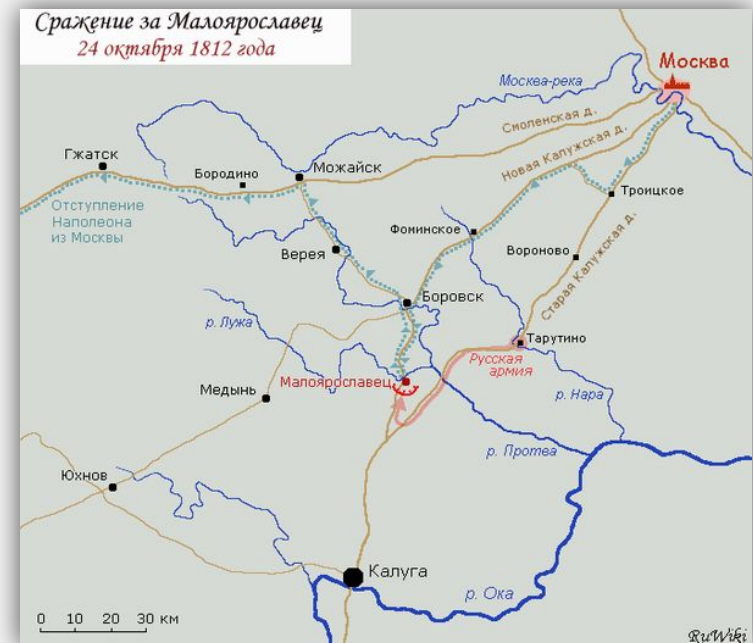 Сражение за Малоярославец
24 октября 1812 года
Москва
Москва-река
Смоленская д.
Новая Калужская д.
Гжатск
Бородино
Можайск
Троицкое
Отступление
Наполеона
из Москвы
Фоминское
Верея
Вороново
Старая Калужская д.
Боровск
р. Лужа
Тарутино
Русская
армия
Малоярославец
Медынь
р. Нара
р. Протва
Юхнов
Калуга
р. Ока
0 10 20 30 км
RuWiki